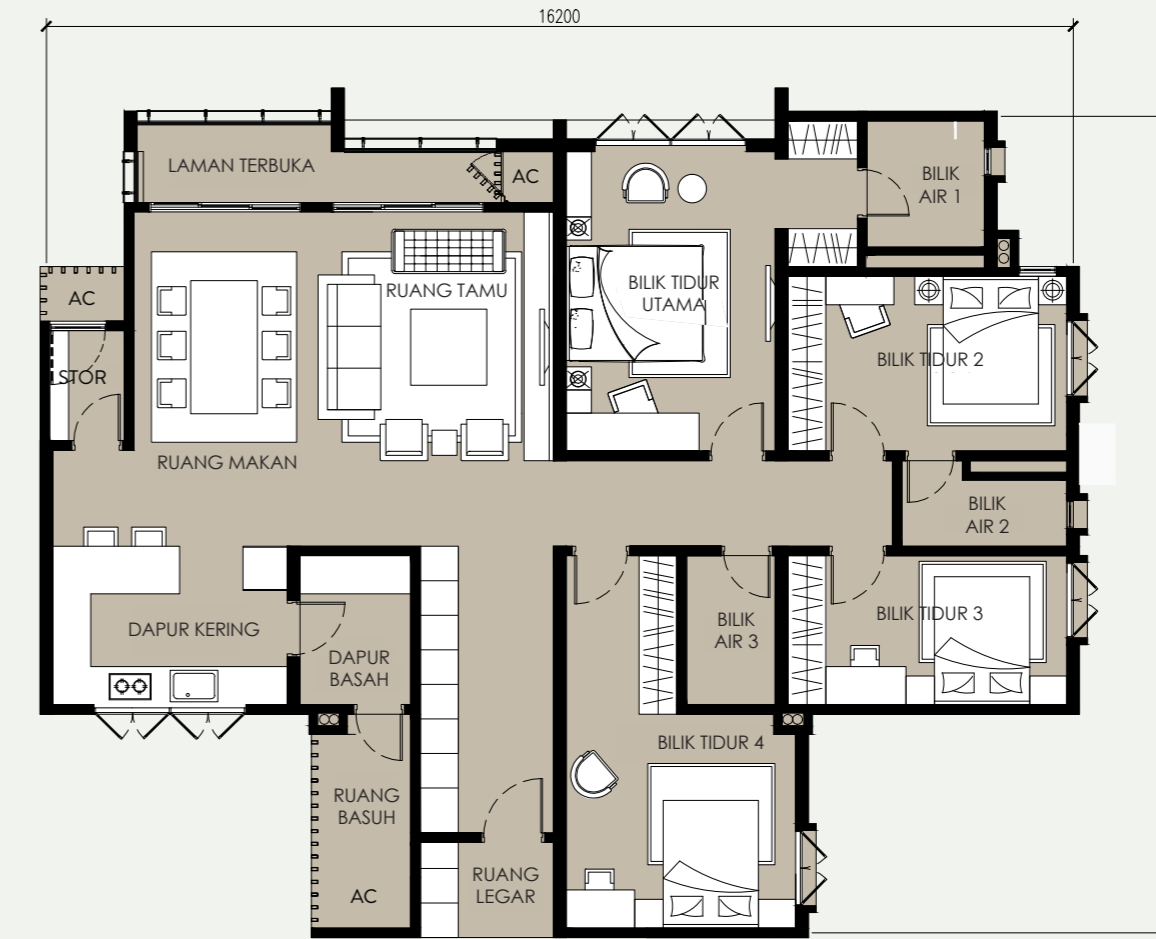 16200
LAMAN TERBUKA
AC
BILIK
AIR 1
AC
RUANG TAMU
BILIK TIDUR
UTAMA
STOR
BILIK TIDUR 2
RUANG MAKAN
BILIK
AIR 2
DAPUR KERING
DAPUR
BASAH
BILIK
AIR 3
BILIK TIDUR 3
BILIK TIDUR 4
RUANG
BASUH
AC
RUANG
LEGAR